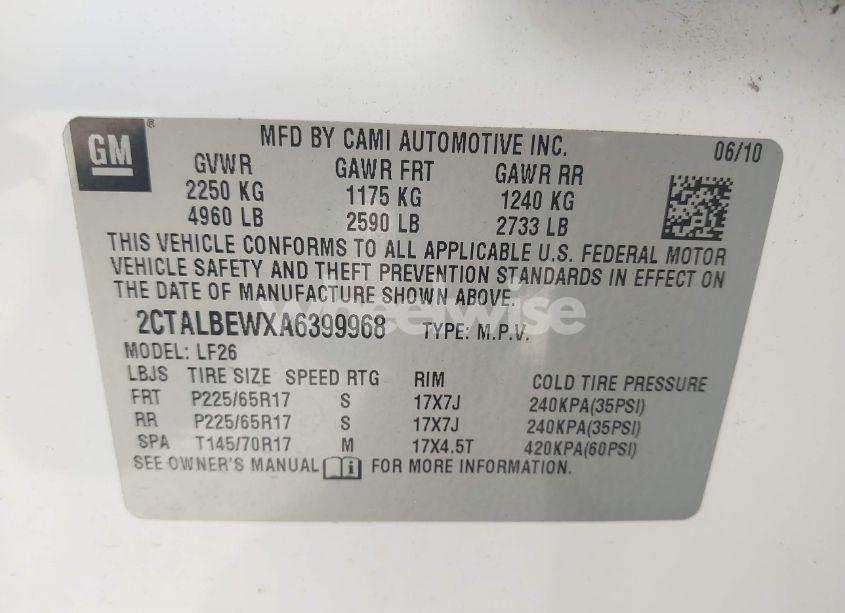 GM®
MFD BY CAMI AUTOMOTIVE INC. 06/10
GVWR GAWR FRT GAWR RR
2250 KG 1175 KG 1240 KG
4960 LB 2590 LB 2733 LB
THIS VEHICLE CONFORMS TO ALL APPLICABLE U.S. FEDERAL MOTOR
VEHICLE SAFETY AND THEFT PREVENTION STANDARDS IN EFFECT ON
THE DATE OF MANUFACTURE SHOWN ABOVE.
wheelwise
2CTALBEWXA6399968 TYPE: M.P.V.
MODEL: LF26
LBJS TIRE SIZE SPEED RTG RIM COLD TIRE PRESSURE
FRT P225/65R17 S 17X7J 240KPA(35PSI)
RR P225/65R17 S 17X7J 240KPA(35PSI)
SPA T145/70R17 M 17X4.5T 420KPA(60PSI)
SEE OWNER'S MANUAL FOR MORE INFORMATION.